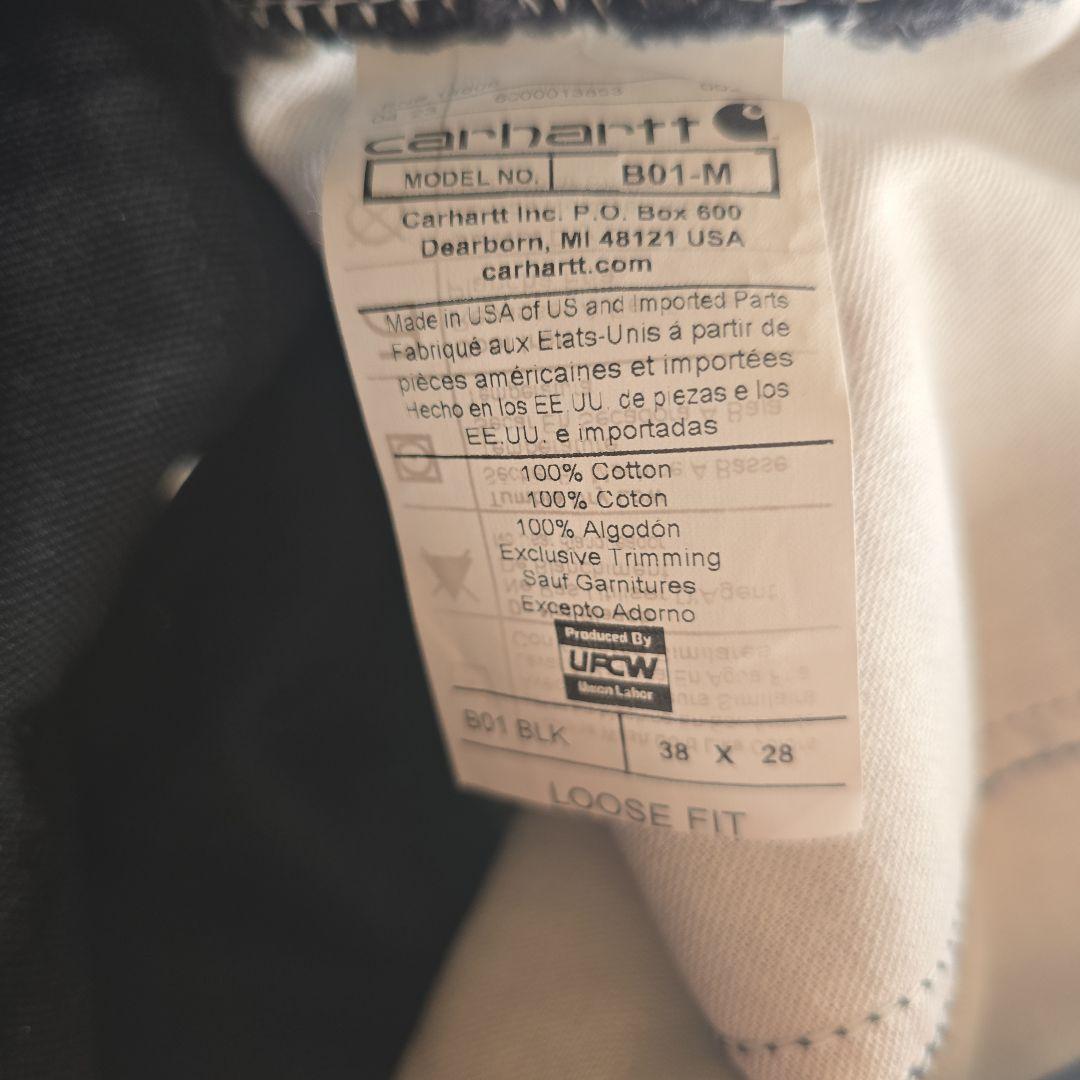 6000013653
carhartt
MODEL NO. B01-M
Carhartt Inc. P.O. Box 600
Dearborn, MI 48121 USA
carhartt.com
Made in USA of US and Imported Parts
Fabriqué aux Etats-Unis á partir de
pièces américaines et importées
Hecho en los EE.UU. de piezas e los
EE.UU. e importadas
100% Cotton
100% Coton
100% Algodón
Exclusive Trimming
Sauf Garnitures
Excepto Adorno
Produced By
UFCW
Union Labor
B01 BLK 38 X 28
LOOSE FIT